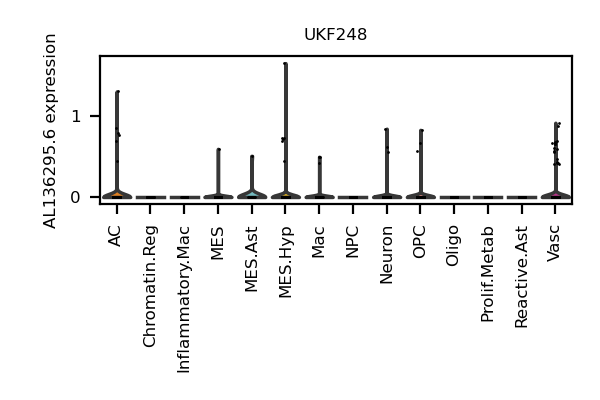 UKF248
AL136295.6 expression
1
0
AC
Chromatin.Reg
Inflammatory.Mac
MES
MES.Ast
MES.Hyp
Mac
NPC
Neuron
OPC
Oligo
Prolif.Metab
Reactive.Ast
Vasc